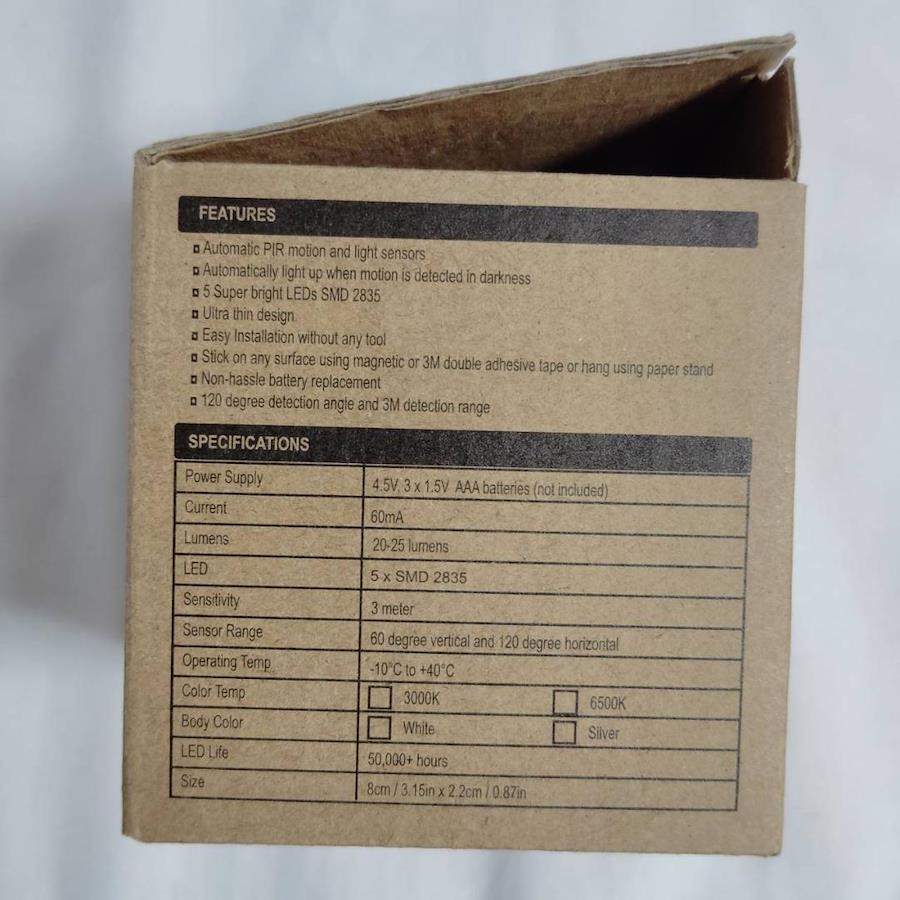 FEATURES
Automatic PIR motion and light sensors
Automatically light up when motion is detected in darkness
5 Super bright LEDs SMD 2835
Ultra thin design
Easy Installation without any tool
Stick on any surface using magnetic or 3M double adhesive tape or hang using paper stand
Non-hassle battery replacement
120 degree detection angle and 3M detection range
SPECIFICATIONS
Power Supply 4.5V, 3 x 1.5V AAA batteries (not included)
Current 60mA
Lumens 20-25 lumens
LED 5 x SMD 2835
Sensitivity 3 meter
Sensor Range 60 degree vertical and 120 degree horizontal
Operating Temp -10°C to +40°C
Color Temp 3000K 6500K
Body Color White Silver
LED Life 50,000+ hours
Size 8cm / 3.15in x 2.2cm / 0.87in